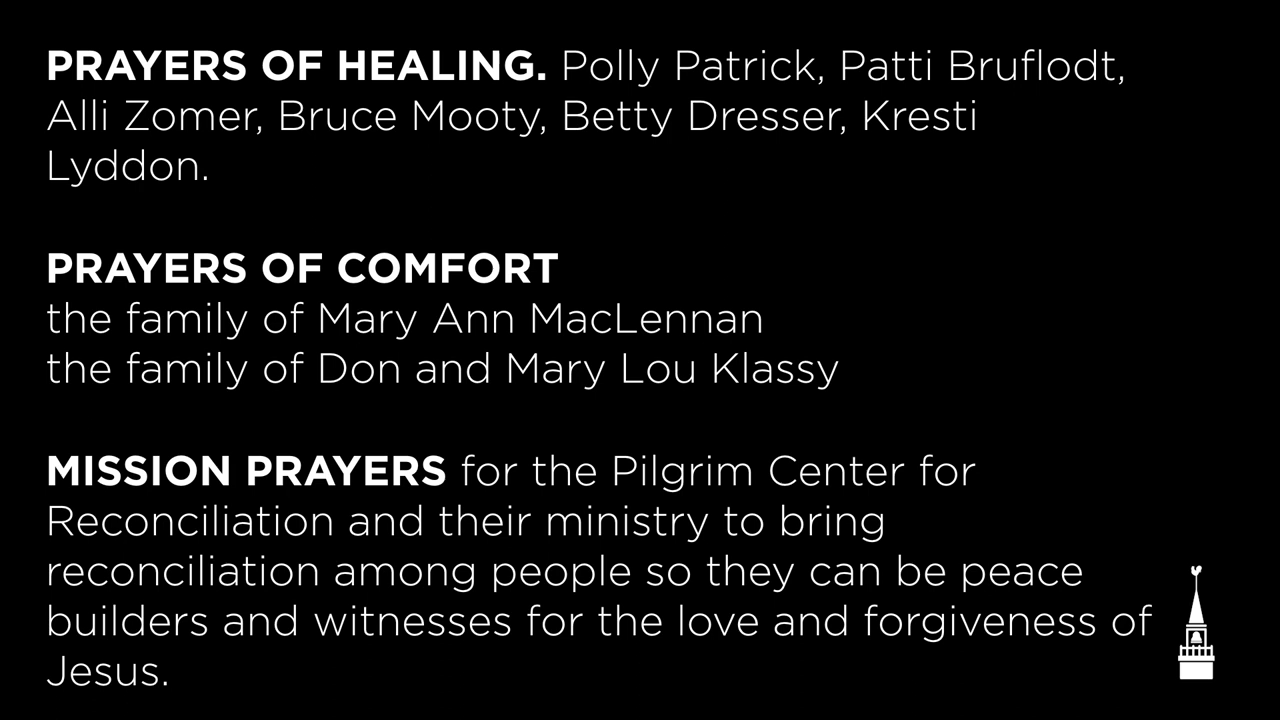 PRAYERS OF HEALING. Polly Patrick, Patti Bruflodt,
Alli Zomer, Bruce Mooty, Betty Dresser, Kresti
Lyddon.
PRAYERS OF COMFORT
the family of Mary Ann MacLennan
the family of Don and Mary Lou Klassy
MISSION PRAYERS for the Pilgrim Center for
Reconciliation and their ministry to bring
reconciliation among people so they can be peace
builders and witnesses for the love and forgiveness of
Jesus.